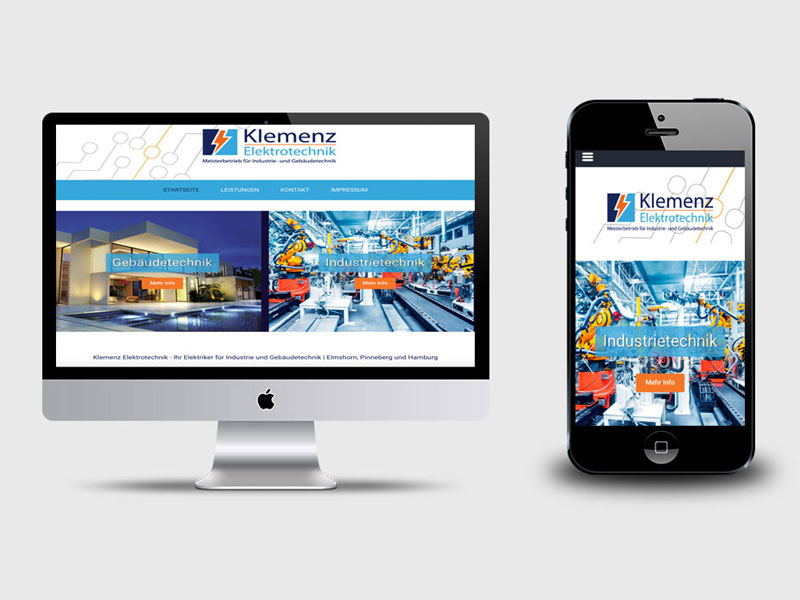 Klemenz
Elektrotechnik
Meisterbetrieb für Industrie- und Gebäudetechnik
STARTSEITE LEISTUNGEN KONTAKT IMPRESSUM
Gebäudetechnik
Mehr Info
Industrietechnik
Mehr Info
Klemenz Elektrotechnik - Ihr Elektriker für Industrie und Gebäudetechnik | Elmshorn, Pinneberg und Hamburg
Klemenz
Elektrotechnik
Meisterbetrieb für Industrie- und Gebäudetechnik
Industrietechnik
Mehr Info